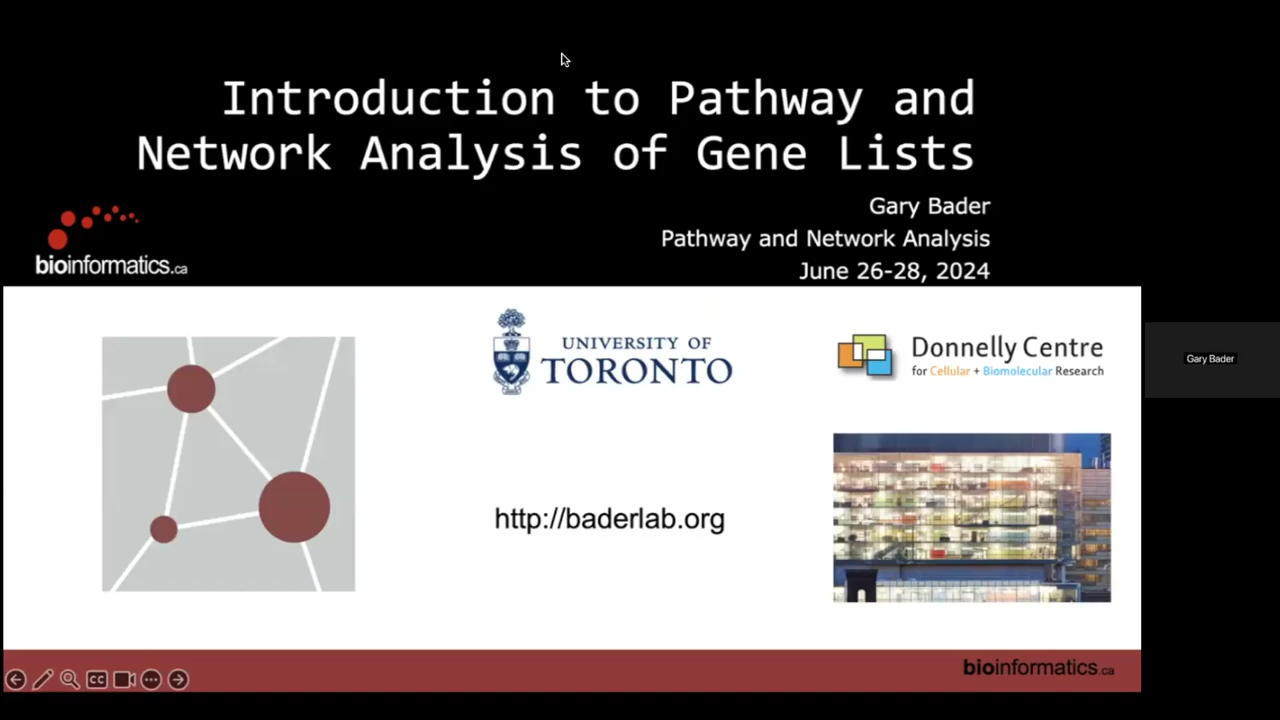 Introduction to Pathway and
Network Analysis of Gene Lists
Gary Bader
Pathway and Network Analysis
June 26-28, 2024
bioinformatics.ca
UNIVERSITY OF
TORONTO
Donnelly Centre
for Cellular + Biomolecular Research
Gary Bader
http://baderlab.org
CC
bioinformatics.ca